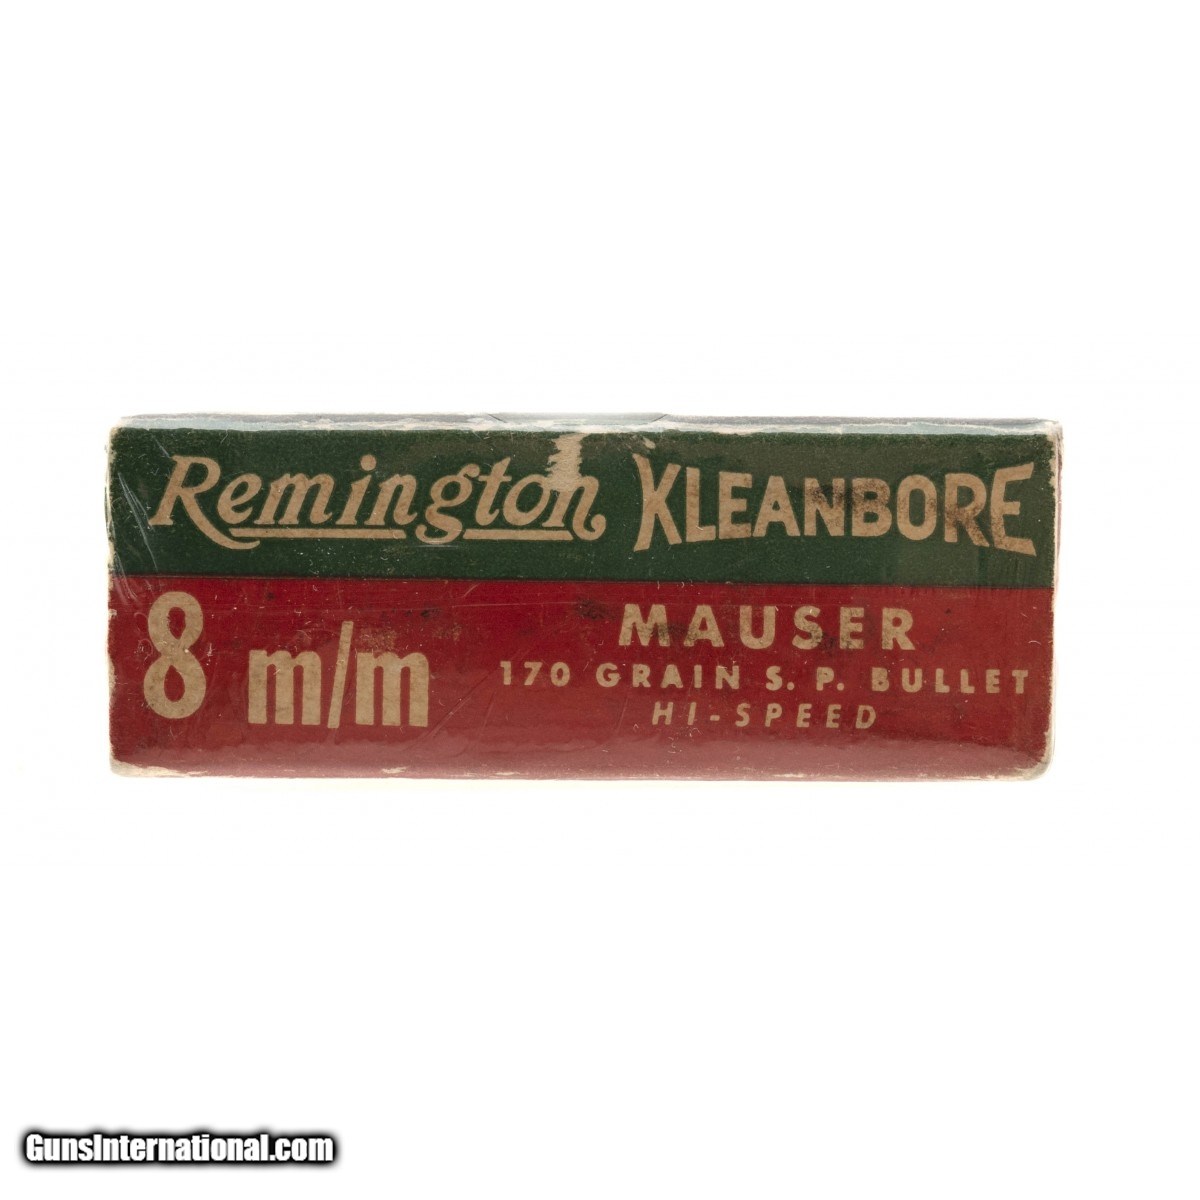 Remington KLEANBORE
8 m/m
MAUSER
170 GRAIN S. P. BULLET
HI-SPEED
GunsInternational.com